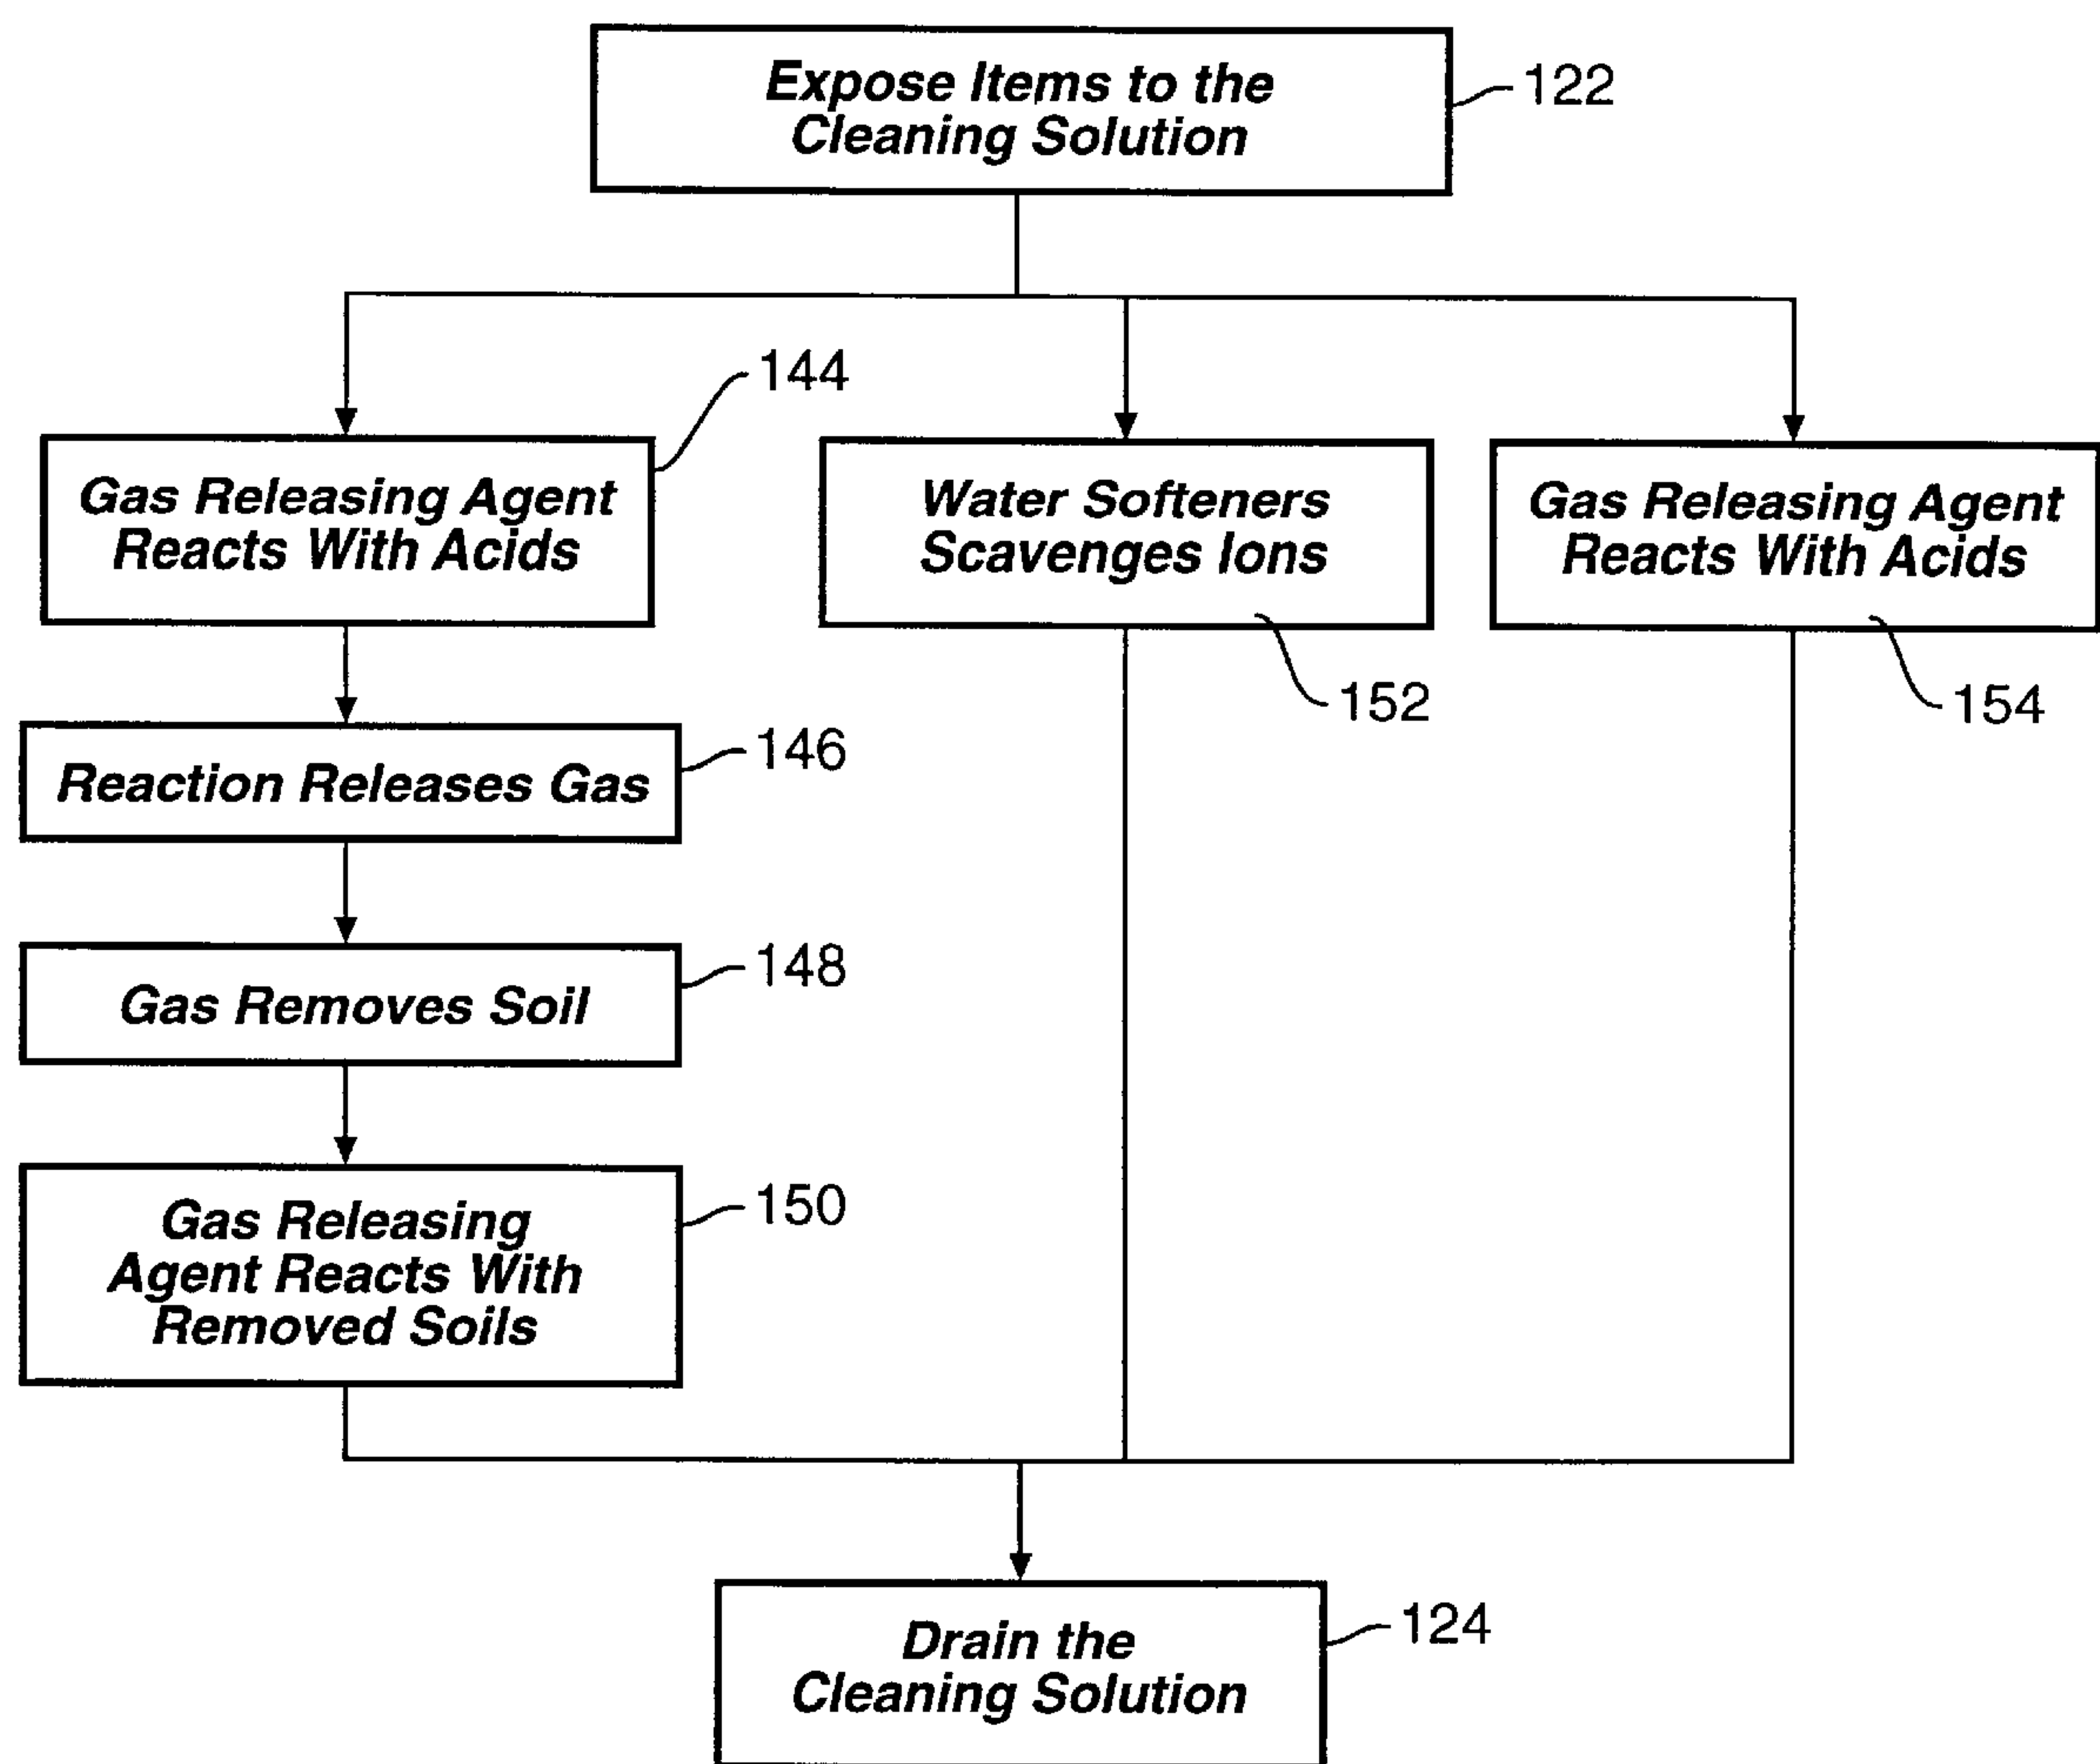 Expose Items to the
Cleaning Solution
122
144
Gas Releasing Agent
Reacts With Acids
Water Softeners
Scavenges Ions
Gas Releasing Agent
Reacts With Acids
152
154
146
Reaction Releases Gas
148
Gas Removes Soil
150
Gas Releasing
Agent Reacts With
Removed Soils
124
Drain the
Cleaning Solution